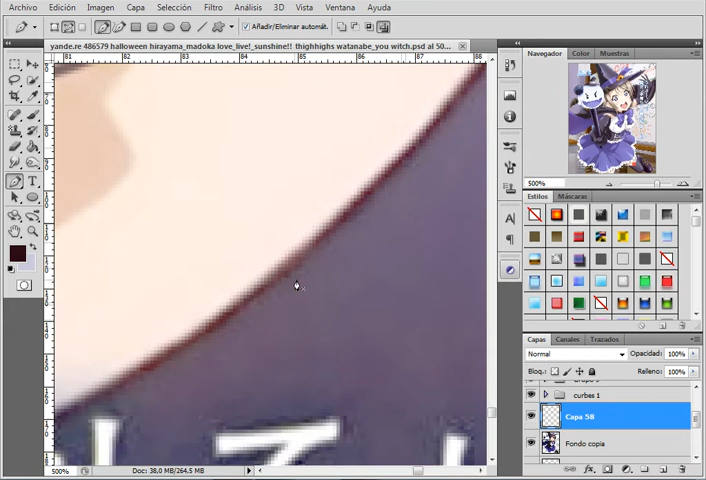 Archivo Edición Imagen Capa Selección Filtro Análisis 3D Vista Ventana Ayuda
Añadir/Eliminar automát.
yande.re 486579 halloween hirayama_madoka love_live!_sunshine!! thighhighs watanabe_you witch.psd al 50...
81 82 83 84 85 86 87 88
Navegador Color Muestras
500%
Estilos Máscaras
Capas Canales Trazados
Normal Opacidad: 100%
Bloq.: Relleno: 100%
curbes 1
Capa 58
Fondo copia
fx
500% Doc: 38,0 MB/264,5 MB